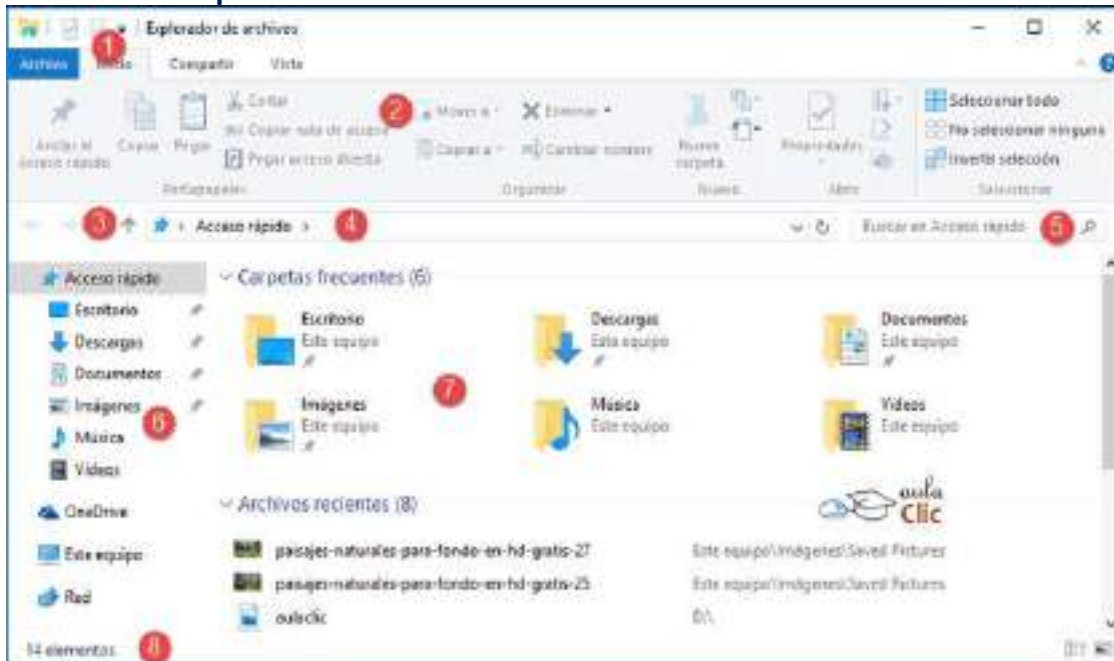 Explorador de archivos
1
Archivo Inicio Compartir Vista
Cortar
2
Mover a
Eliminar
Seleccionar todo
Anclar al acceso rápido
Copiar
Pegar
Copiar ruta de acceso
Pegar acceso directo
Copiar a
Cambiar nombre
Nueva carpeta
Propiedades
No seleccionar ninguno
Invertir selección
Portapapeles Organizar Nuevo Abrir Seleccionar
3
Acceso rápido
4
Buscar en Acceso rápido
5
Acceso rápido
Escritorio
Descargas
Documentos
Imágenes
6
Música
Vídeos
OneDrive
Este equipo
Red
Carpetas frecuentes (6)
Escritorio
Este equipo
Descargas
Este equipo
Documentos
Este equipo
7
Imágenes
Este equipo
Música
Este equipo
Vídeos
Este equipo
aula
Clic
Archivos recientes (8)
paisajes-naturales-para-fondo-en-hd-gratis-27 Este equipo\Imágenes\Saved Pictures
paisajes-naturales-para-fondo-en-hd-gratis-25 Este equipo\Imágenes\Saved Pictures
aulaclic D:\
14 elementos
8